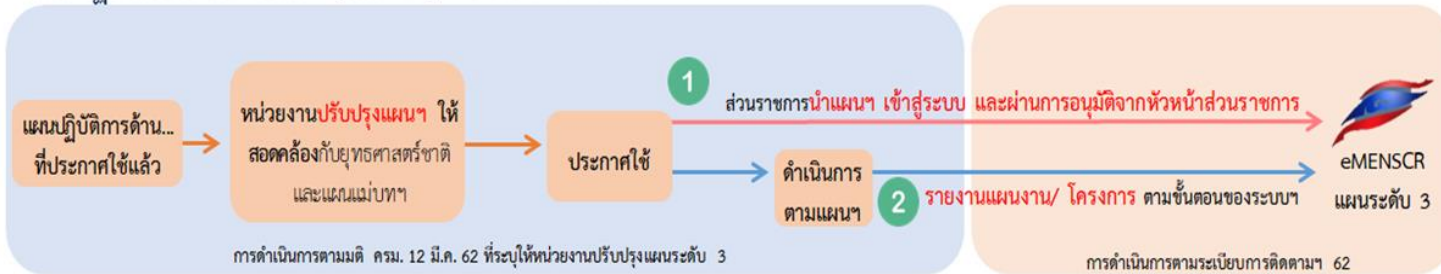 แผนปฏิบัติการด้าน...
ที่ประกาศใช้แล้ว
หน่วยงานปรับปรุงแผนฯ ให้
สอดคล้องกับยุทธศาสตร์ชาติ
และแผนแม่บทฯ
ประกาศใช้
1
ส่วนราชการนำแผนฯ เข้าสู่ระบบ และผ่านการอนุมัติจากหัวหน้าส่วนราชการ
ดำเนินการ
ตามแผนฯ
2 รายงานแผนงาน/ โครงการ ตามขั้นตอนของระบบฯ
eMENSCR
แผนระดับ 3
การดำเนินการตามมติ ครม. 12 มี.ค. 62 ที่ระบุให้หน่วยงานปรับปรุงแผนระดับ 3
การดำเนินการตามระเบียบการติดตามฯ 62